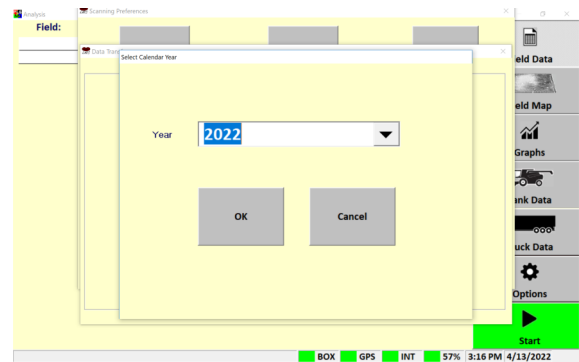 Analysis
Scanning Preferences
Field:
Data Tran
Select Calendar Year
Year
2022
OK
Cancel
eld Data
eld Map
Graphs
ank Data
uck Data
Options
Start
BOX GPS INT 57% 3:16 PM 4/13/2022